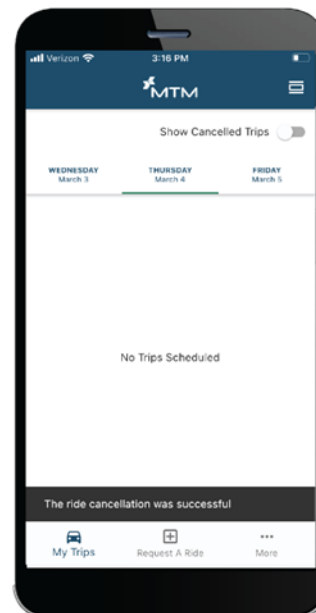 Verizon 3:16 PM
MTM
Show Cancelled Trips
WEDNESDAY THURSDAY FRIDAY
March 3 March 4 March 5
No Trips Scheduled
The ride cancellation was successful
My Trips Request A Ride More